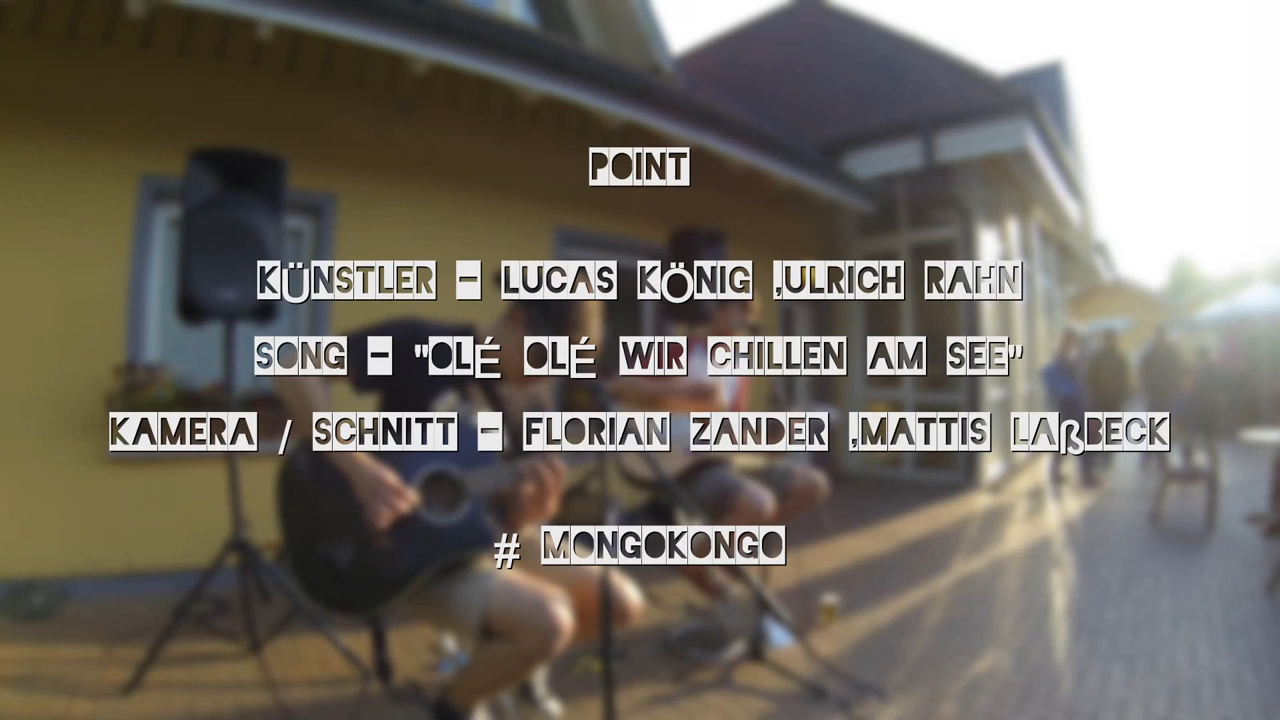 POINT
KÜNSTLER - LUCAS KÖNIG ,ULRICH RAHN
SONG - "OLÉ OLÉ WIR CHILLEN AM SEE"
KAMERA / SCHNITT - FLORIAN ZANDER ,MATTIS LAßBECK
# MONGOKONGO